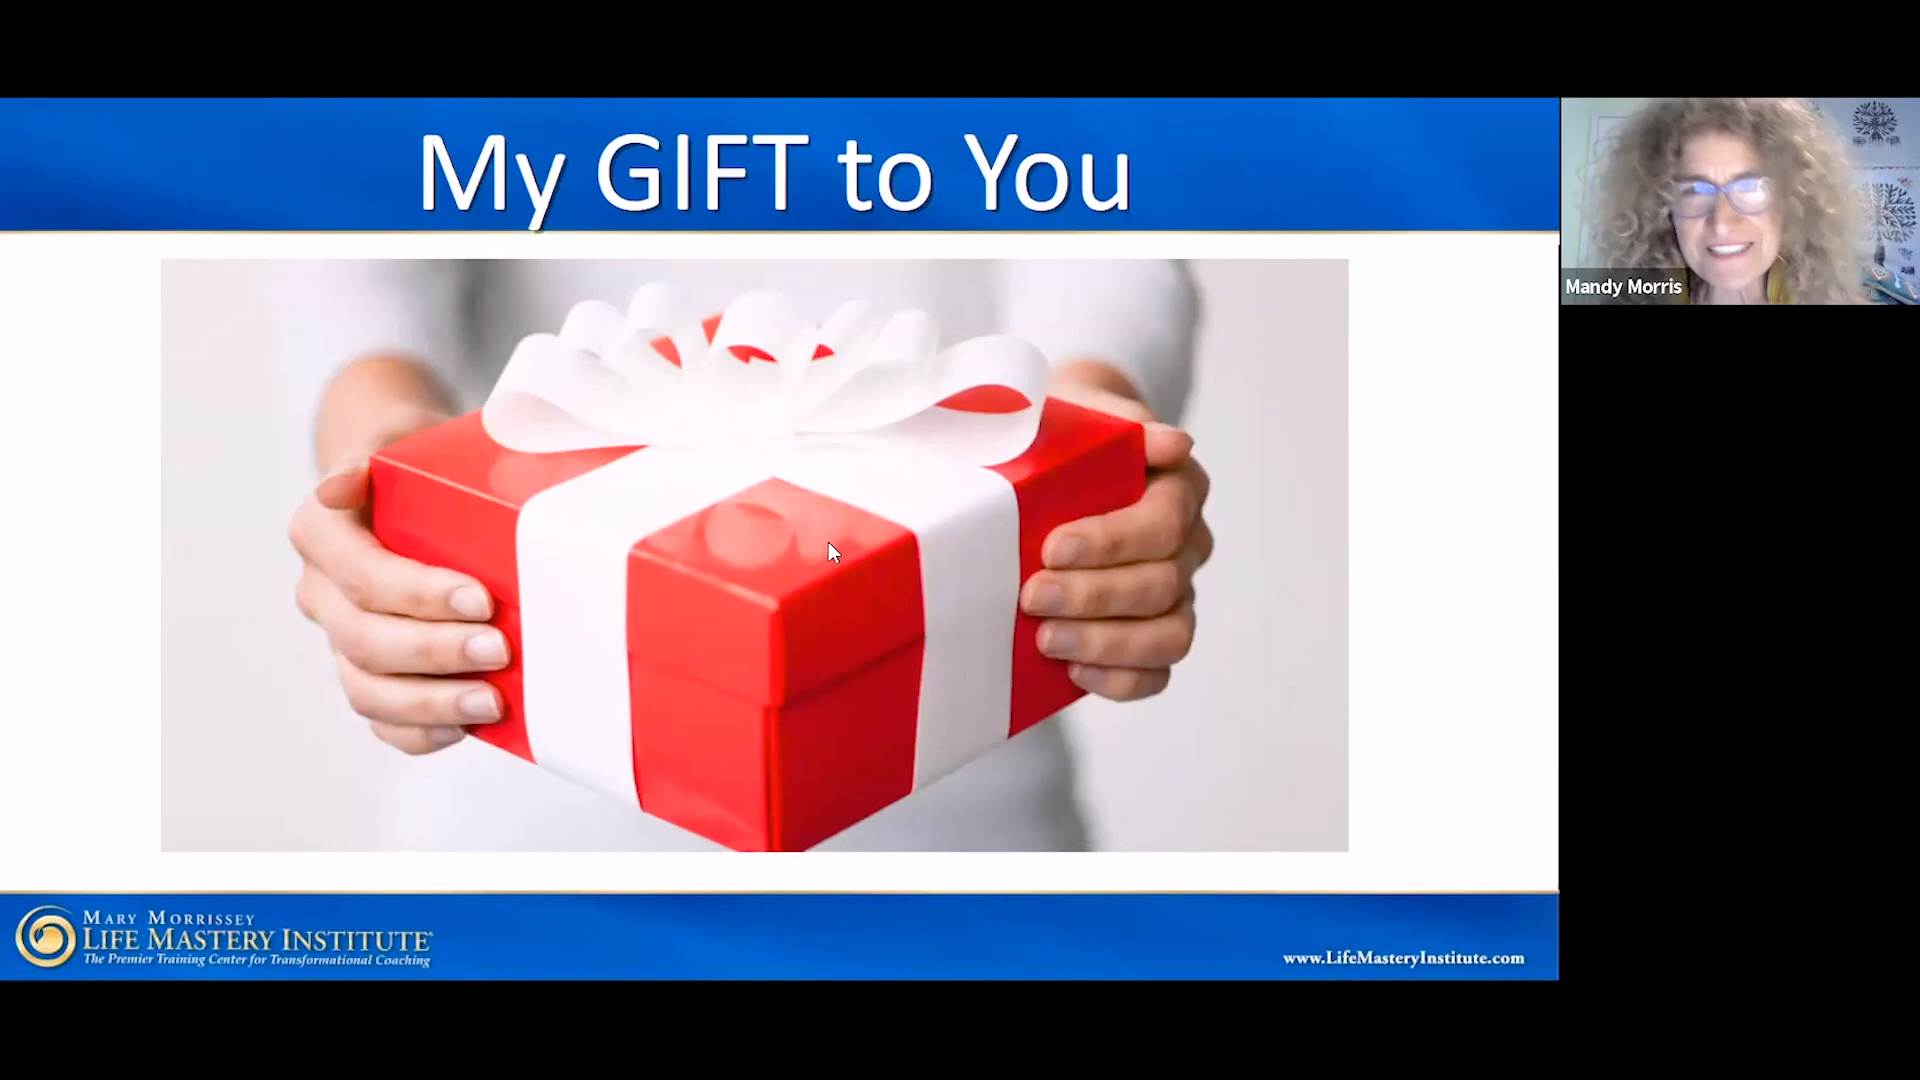 My GIFT to You
Mandy Morris
MARY MORRISSEY
LIFE MASTERY INSTITUTE®
The Premier Training Center for Transformational Coaching
www.LifeMasteryInstitute.com